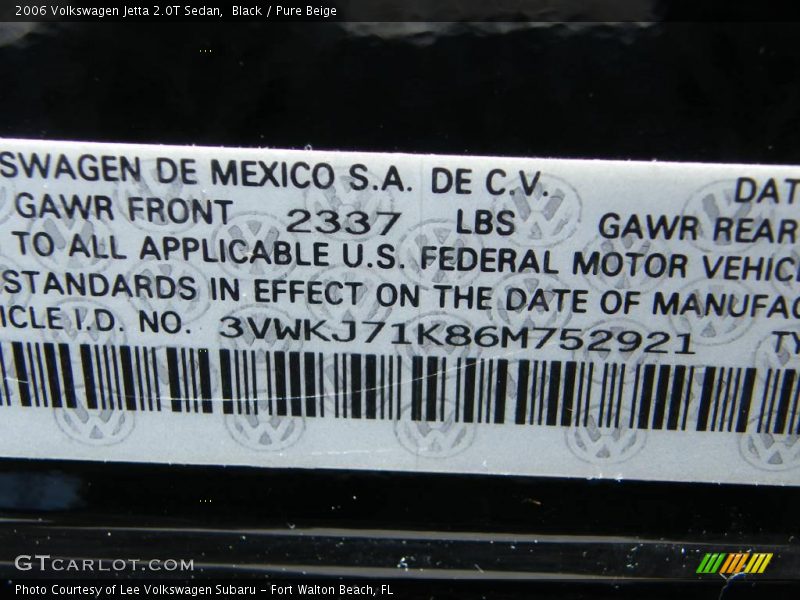 2006 Volkswagen Jetta 2.0T Sedan,  Black / Pure Beige
SWAGEN DE MEXICO S.A. DE C.V. DAT
GAWR FRONT 2337 LBS GAWR REAR
TO ALL APPLICABLE U.S. FEDERAL MOTOR VEHIC
STANDARDS IN EFFECT ON THE DATE OF MANUFAC
ICLE I.D. NO. 3VWKJ71K86M752921 TY
GTCARLOT.COM
Photo Courtesy of Lee Volkswagen Subaru - Fort Walton Beach, FL